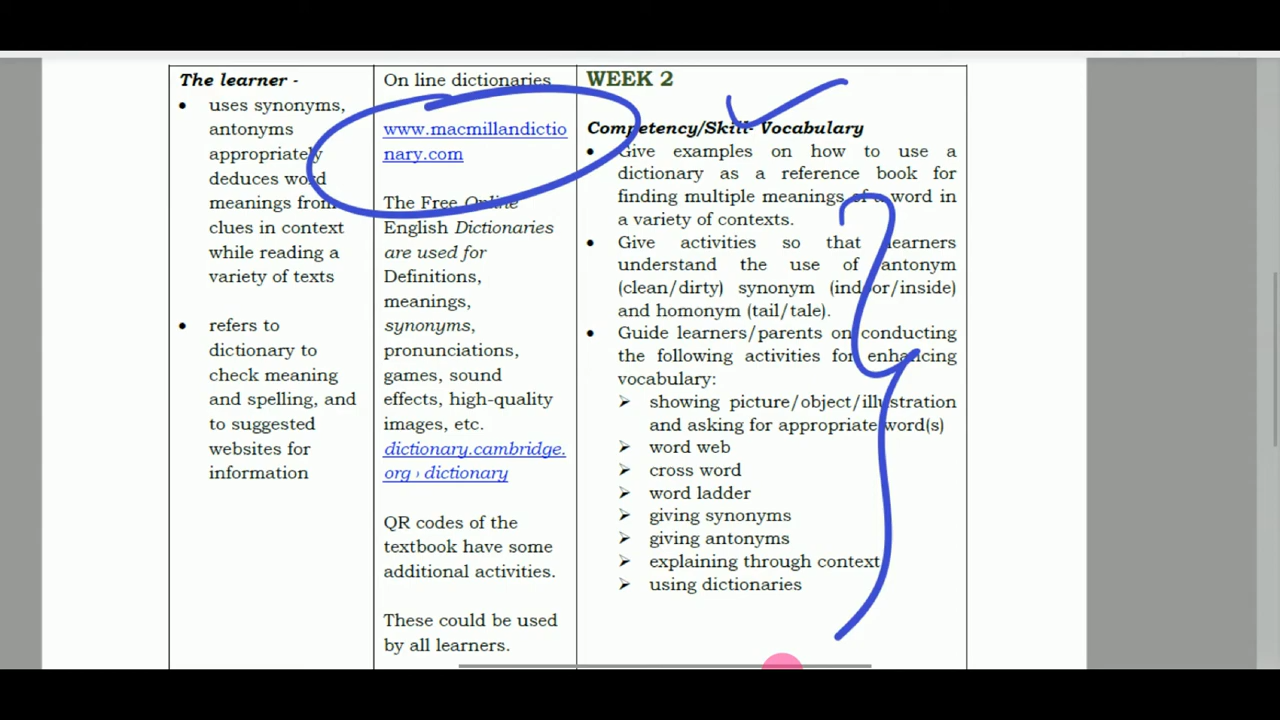 The learner -
• uses synonyms,
antonyms
appropriately
deduces word
meanings from
clues in context
while reading a
variety of texts
• refers to
dictionary to
check meaning
and spelling, and
to suggested
websites for
information
On line dictionaries
www.macmillandictio
nary.com
The Free Online
English Dictionaries
are used for
Definitions,
meanings,
synonyms,
pronunciations,
games, sound
effects, high-quality
images, etc.
dictionary.cambridge.
org › dictionary
QR codes of the
textbook have some
additional activities.
These could be used
by all learners.
WEEK 2
Competency/Skill- Vocabulary
• Give examples on how to use a
dictionary as a reference book for
finding multiple meanings of a word in
a variety of contexts.
• Give activities so that learners
understand the use of antonym
(clean/dirty) synonym (indoor/inside)
and homonym (tail/tale).
• Guide learners/parents on conducting
the following activities for enhancing
vocabulary:
➢ showing picture/object/illustration
and asking for appropriate word(s)
➢ word web
➢ cross word
➢ word ladder
➢ giving synonyms
➢ giving antonyms
➢ explaining through context
➢ using dictionaries